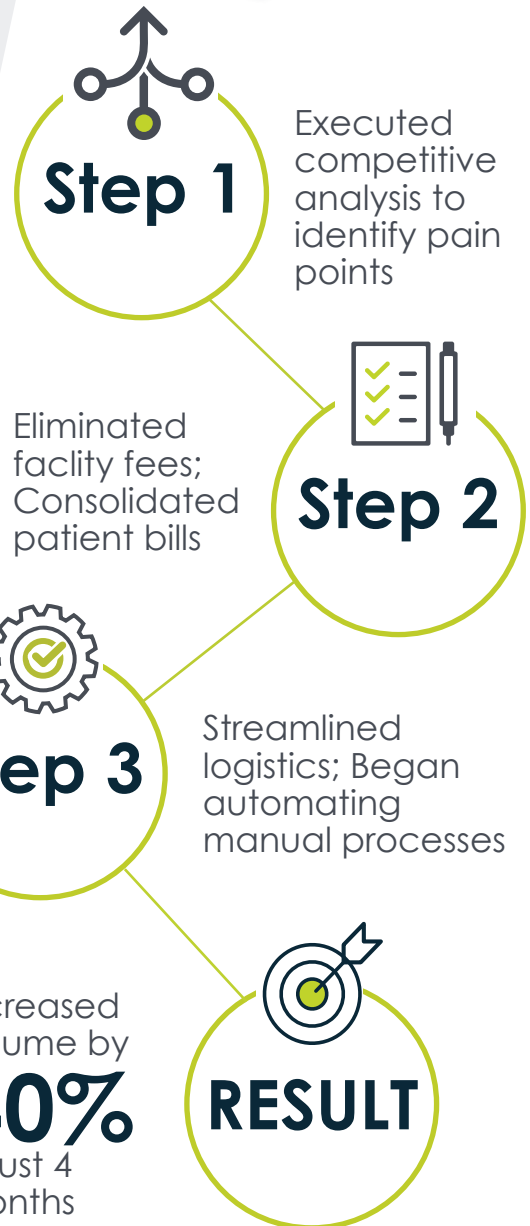 Step 1
Executed
competitive
analysis to
identify pain
points
Eliminated
faclity fees;
Consolidated
patient bills
Step 2
ep 3
Streamlined
logistics; Began
automating
manual processes
creased
ume by
0%
ust 4
onths
RESULT